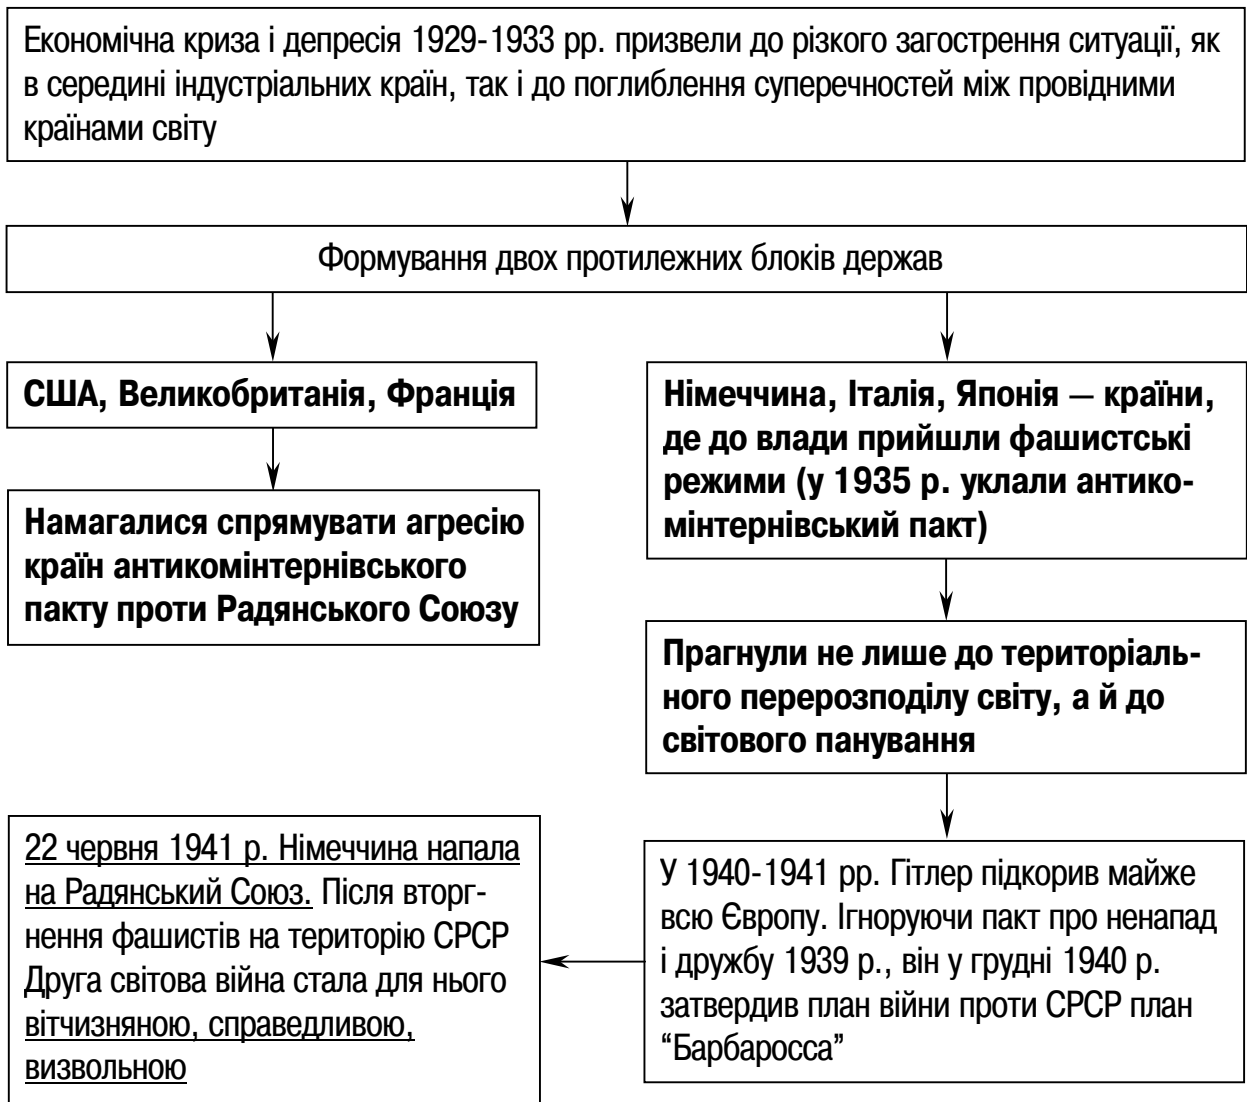 Економічна криза і депресія 1929-1933 рр. призвели до різкого загострення ситуації, як
в середині індустріальних країн, так і до поглиблення суперечностей між провідними
країнами світу
Формування двох протилежних блоків держав
США, Великобританія, Франція
Намагалися спрямувати агресію
країн антикомінтернівського
пакту проти Радянського Союзу
Німеччина, Італія, Японія — країни,
де до влади прийшли фашистські
режими (у 1935 р. уклали антико-
мінтернівський пакт)
Прагнули не лише до територіаль-
ного перерозподілу світу, а й до
світового панування
У 1940-1941 рр. Гітлер підкорив майже
всю Європу. Ігноруючи пакт про ненапад
і дружбу 1939 р., він у грудні 1940 р.
затвердив план війни проти СРСР план
“Барбаросса”
22 червня 1941 р. Німеччина напала
на Радянський Союз. Після вторг-
нення фашистів на територію СРСР
Друга світова війна стала для нього
вітчизняною, справедливою,
визвольною